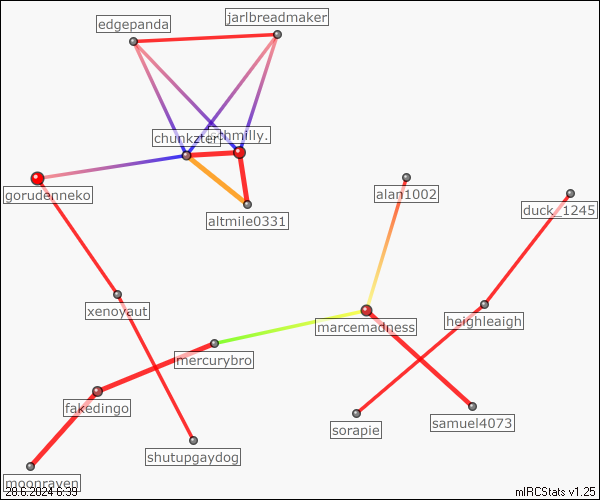 jarlbreadmaker
edgepanda
chunkzter
schmilly.
gorudenneko
alan1002
duck_1245
altmile0331
xenoyaut
marcemadness
heighleaigh
mercurybro
fakedingo
sorapie
samuel4073
shutupgaydog
moonraven
20.6.2024 6:39
mIRCStats v1.25